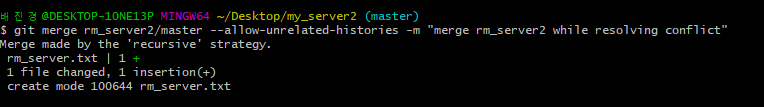 배 진 경 @DESKTOP-1ONE13P MINGW64 ~/Desktop/my_server2 (master)
$ git merge rm_server2/master --allow-unrelated-histories -m "merge rm_server2 while resolving conflict"
Merge made by the 'recursive' strategy.
rm_server.txt | 1 +
1 file changed, 1 insertion(+)
create mode 100644 rm_server.txt